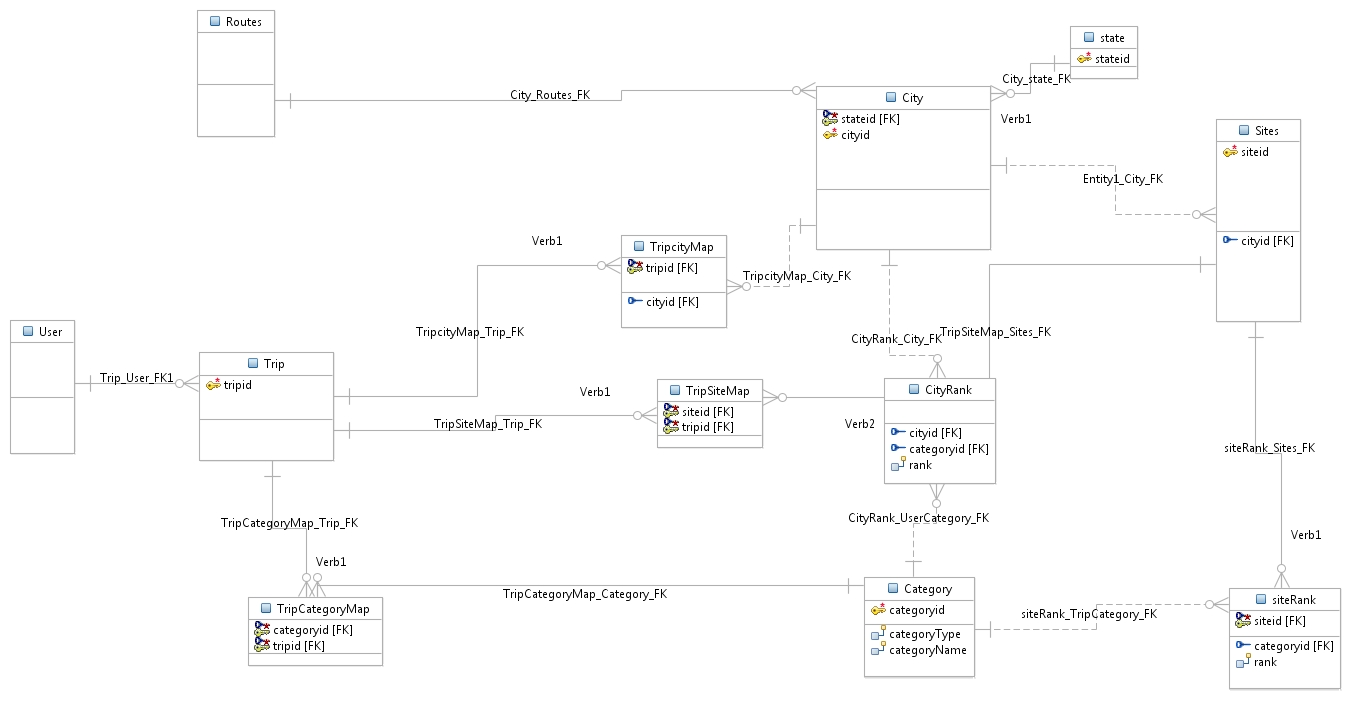 Routes
state
stateid
City_state_FK
City_Routes_FK
City
stateid [FK]
cityid
Verb1
Sites
siteid
cityid [FK]
Entity1_City_FK
Verb1
TripcityMap
tripid [FK]
cityid [FK]
TripcityMap_City_FK
User
TripcityMap_Trip_FK
CityRank_City_FK
TripSiteMap_Sites_FK
Trip
tripid
Trip_User_FK1
Verb1
TripSiteMap
siteid [FK]
tripid [FK]
CityRank
cityid [FK]
categoryid [FK]
rank
TripSiteMap_Trip_FK
Verb2
siteRank_Sites_FK
TripCategoryMap_Trip_FK
CityRank_UserCategory_FK
Verb1
Verb1
TripCategoryMap
categoryid [FK]
tripid [FK]
TripCategoryMap_Category_FK
Category
categoryid
categoryType
categoryName
siteRank_TripCategory_FK
siteRank
siteid [FK]
categoryid [FK]
rank